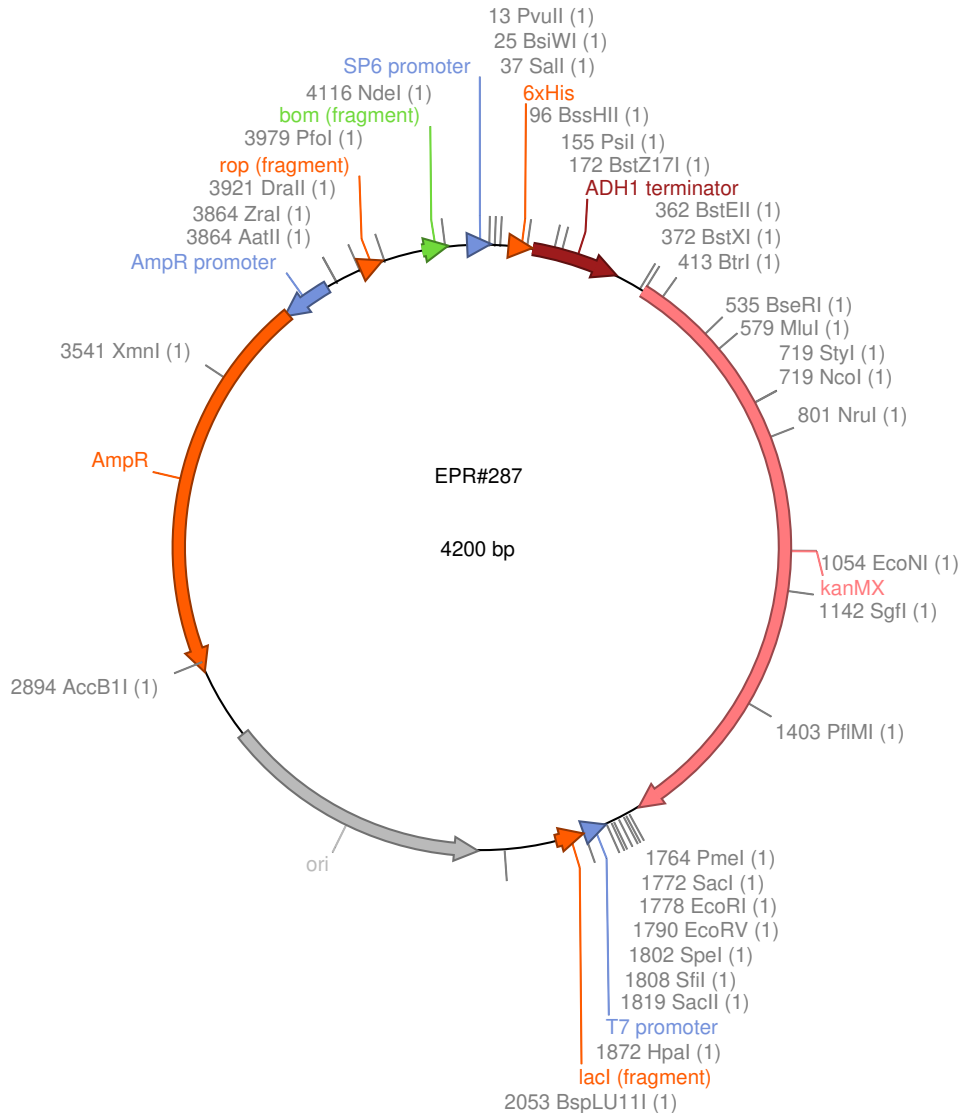 13 PvuII (1)
25 BsiWI (1)
SP6 promoter
37 SalI (1)
4116 NdeI (1)
6xHis
bom (fragment)
96 BssHII (1)
3979 PfoI (1)
155 PsiI (1)
rop (fragment)
172 BstZ17I (1)
3921 DraII (1)
ADH1 terminator
3864 ZraI (1)
362 BstEII (1)
3864 AatII (1)
372 BstXI (1)
AmpR promoter
413 BtrI (1)
535 BseRI (1)
579 MluI (1)
3541 XmnI (1)
719 StyI (1)
719 NcoI (1)
801 NruI (1)
AmpR
EPR#287
4200 bp
1054 EcoNI (1)
kanMX
1142 SgfI (1)
2894 AccB1I (1)
1403 PflMI (1)
ori
1764 PmeI (1)
1772 SacI (1)
1778 EcoRI (1)
1790 EcoRV (1)
1802 SpeI (1)
1808 SfiI (1)
1819 SacII (1)
T7 promoter
1872 HpaI (1)
lacI (fragment)
2053 BspLU11I (1)